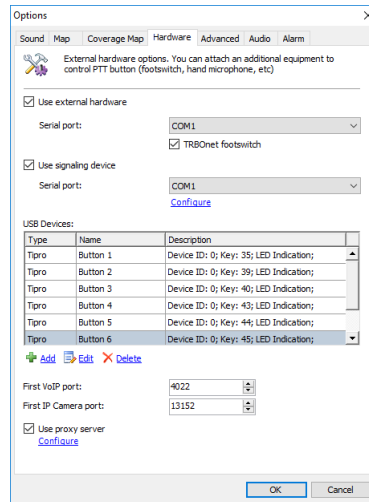 Options
Sound Map Coverage Map Hardware Advanced Audio Alarm
External hardware options. You can attach an additional equipment to
control PTT button (footswitch, hand microphone, etc)
Use external hardware
Serial port: COM1
TRBOnet footswitch
Use signaling device
Serial port: COM1
Configure
USB Devices:
Type Name Description
Tipro Button 1 Device ID: 0; Key: 35; LED Indication;
Tipro Button 2 Device ID: 0; Key: 39; LED Indication;
Tipro Button 3 Device ID: 0; Key: 40; LED Indication;
Tipro Button 4 Device ID: 0; Key: 43; LED Indication;
Tipro Button 5 Device ID: 0; Key: 44; LED Indication;
Tipro Button 6 Device ID: 0; Key: 45; LED Indication;
Add Edit Delete
First VoIP port: 4022
First IP Camera port: 13152
Use proxy server
Configure
OK Cancel